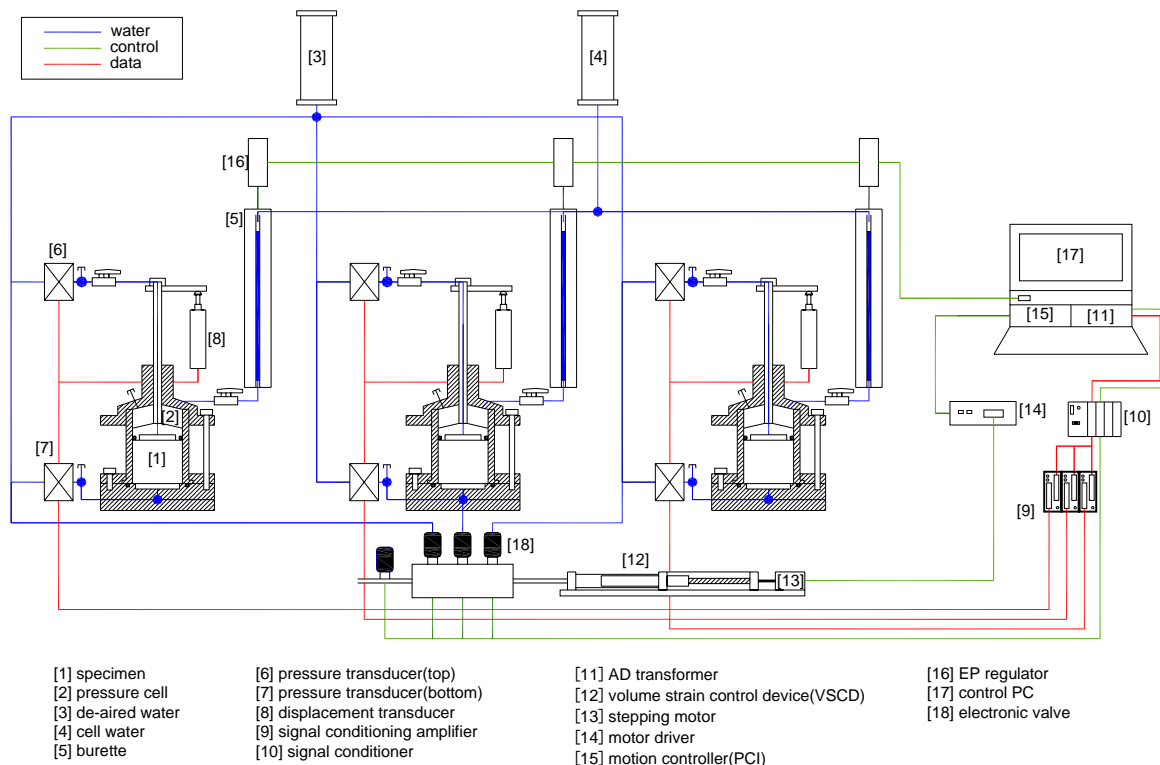 water
control
data
[3]
[4]
[16]
[5]
[6]
[17]
[15]
[11]
[8]
[14]
[10]
[2]
[7]
[1]
[9]
[18]
[12]
[13]
[1] specimen
[2] pressure cell
[3] de-aired water
[4] cell water
[5] burette
[6] pressure transducer(top)
[7] pressure transducer(bottom)
[8] displacement transducer
[9] signal conditioning amplifier
[10] signal conditioner
[11] AD transformer
[12] volume strain control device(VSCD)
[13] stepping motor
[14] motor driver
[15] motion controller(PCI)
[16] EP regulator
[17] control PC
[18] electronic valve